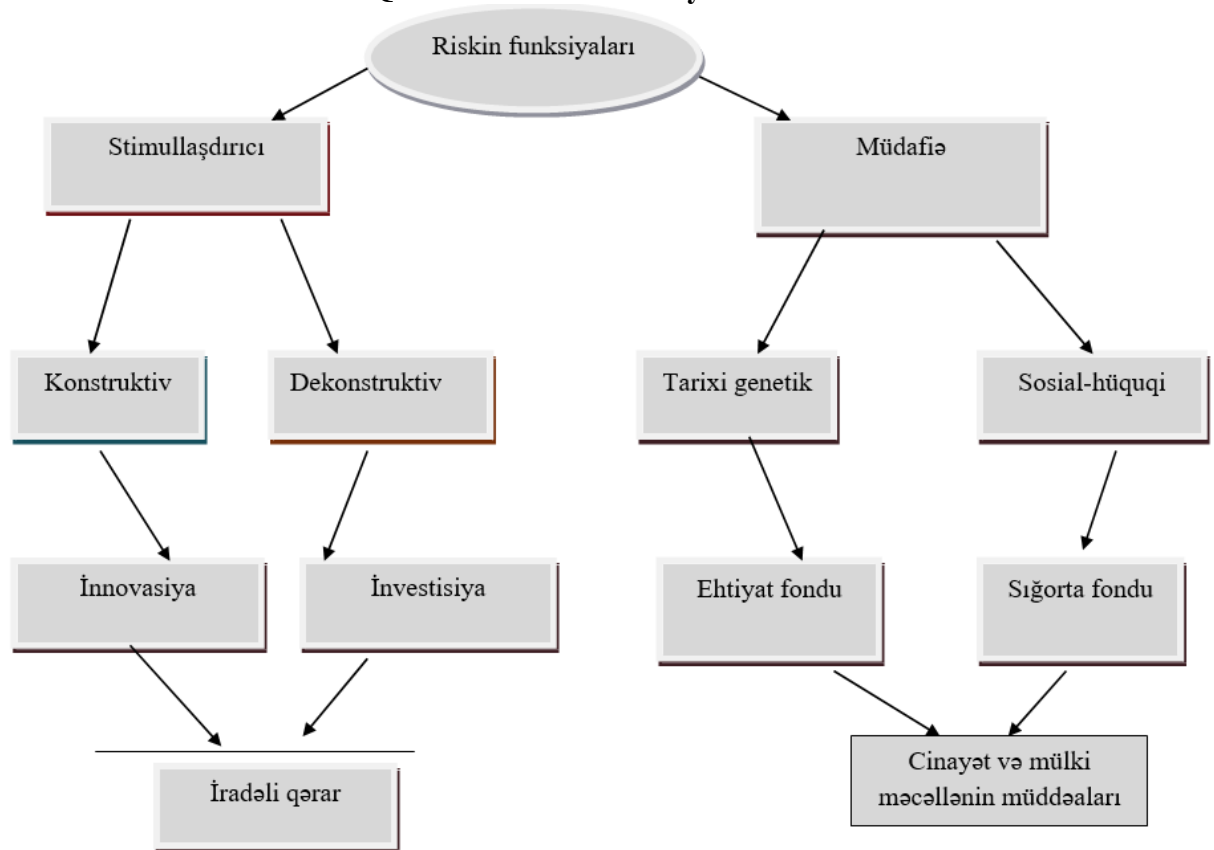 Riskin funksiyaları
Stimullaşdırıcı
Müdafiə
Konstruktiv
Dekonstruktiv
Tarixi genetik
Sosial-hüquqi
İnnovasiya
İnvestisiya
Ehtiyat fondu
Sığorta fondu
İradəli qərar
Cinayət və mülki
məcəllənin müddəaları